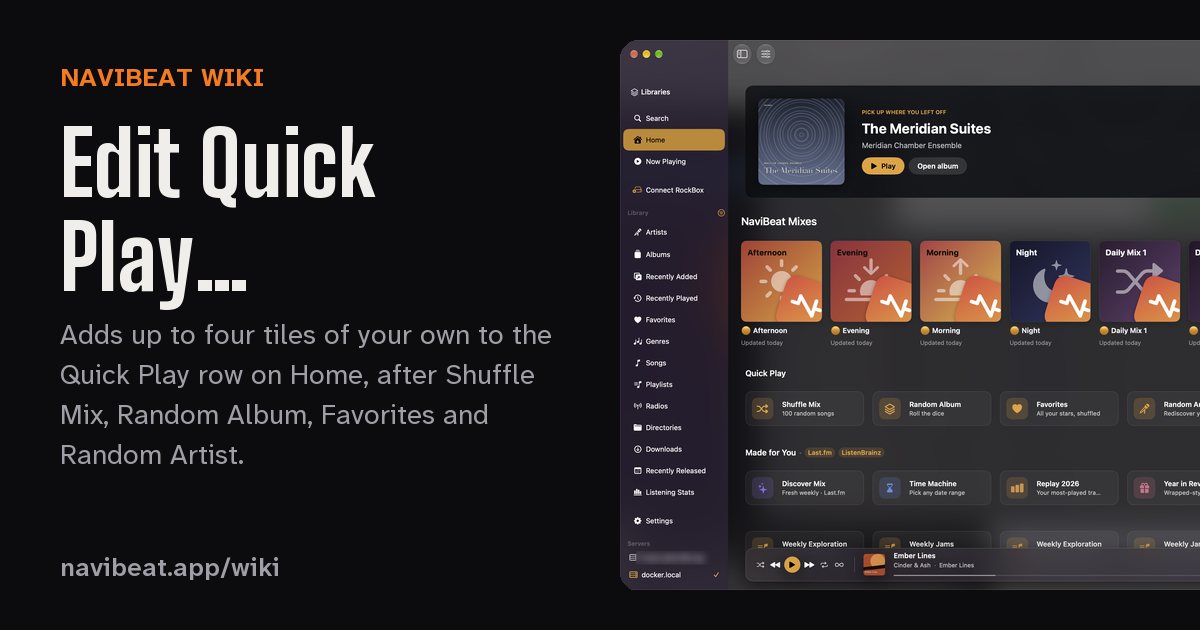 NAVIBEAT WIKI
Edit Quick
Play…
Adds up to four tiles of your own to the
Quick Play row on Home, after Shuffle
Mix, Random Album, Favorites and
Random Artist.
navibeat.app/wiki
Libraries
Search
Home
Now Playing
Connect RockBox
Library
Artists
Albums
Recently Added
Recently Played
Favorites
Genres
Songs
Playlists
Radios
Directories
Downloads
Recently Released
Listening Stats
Settings
Servers
docker.local
The Meridian Suites
PICK UP WHERE YOU LEFT OFF
The Meridian Suites
Meridian Chamber Ensemble
Play
Open album
NaviBeat Mixes
Afternoon
Evening
Morning
Night
Daily Mix 1
D
Afternoon
Evening
Morning
Night
Daily Mix 1
Updated today
Updated today
Updated today
Updated today
Updated today
Quick Play
Shuffle Mix
100 random songs
Random Album
Roll the dice
Favorites
All your stars, shuffled
Random Ar
Rediscover y
Made for You · Last.fm ListenBrainz
Discover Mix
Fresh weekly · Last.fm
Time Machine
Pick any date range
Replay 2026
Your most-played tra…
Year in Rev
Wrapped-sty
Weekly Exploration
Weekly Jams
Weekly Exploration
Weekly Jar
Ember Lines
Cinder & Ash · Ember Lines